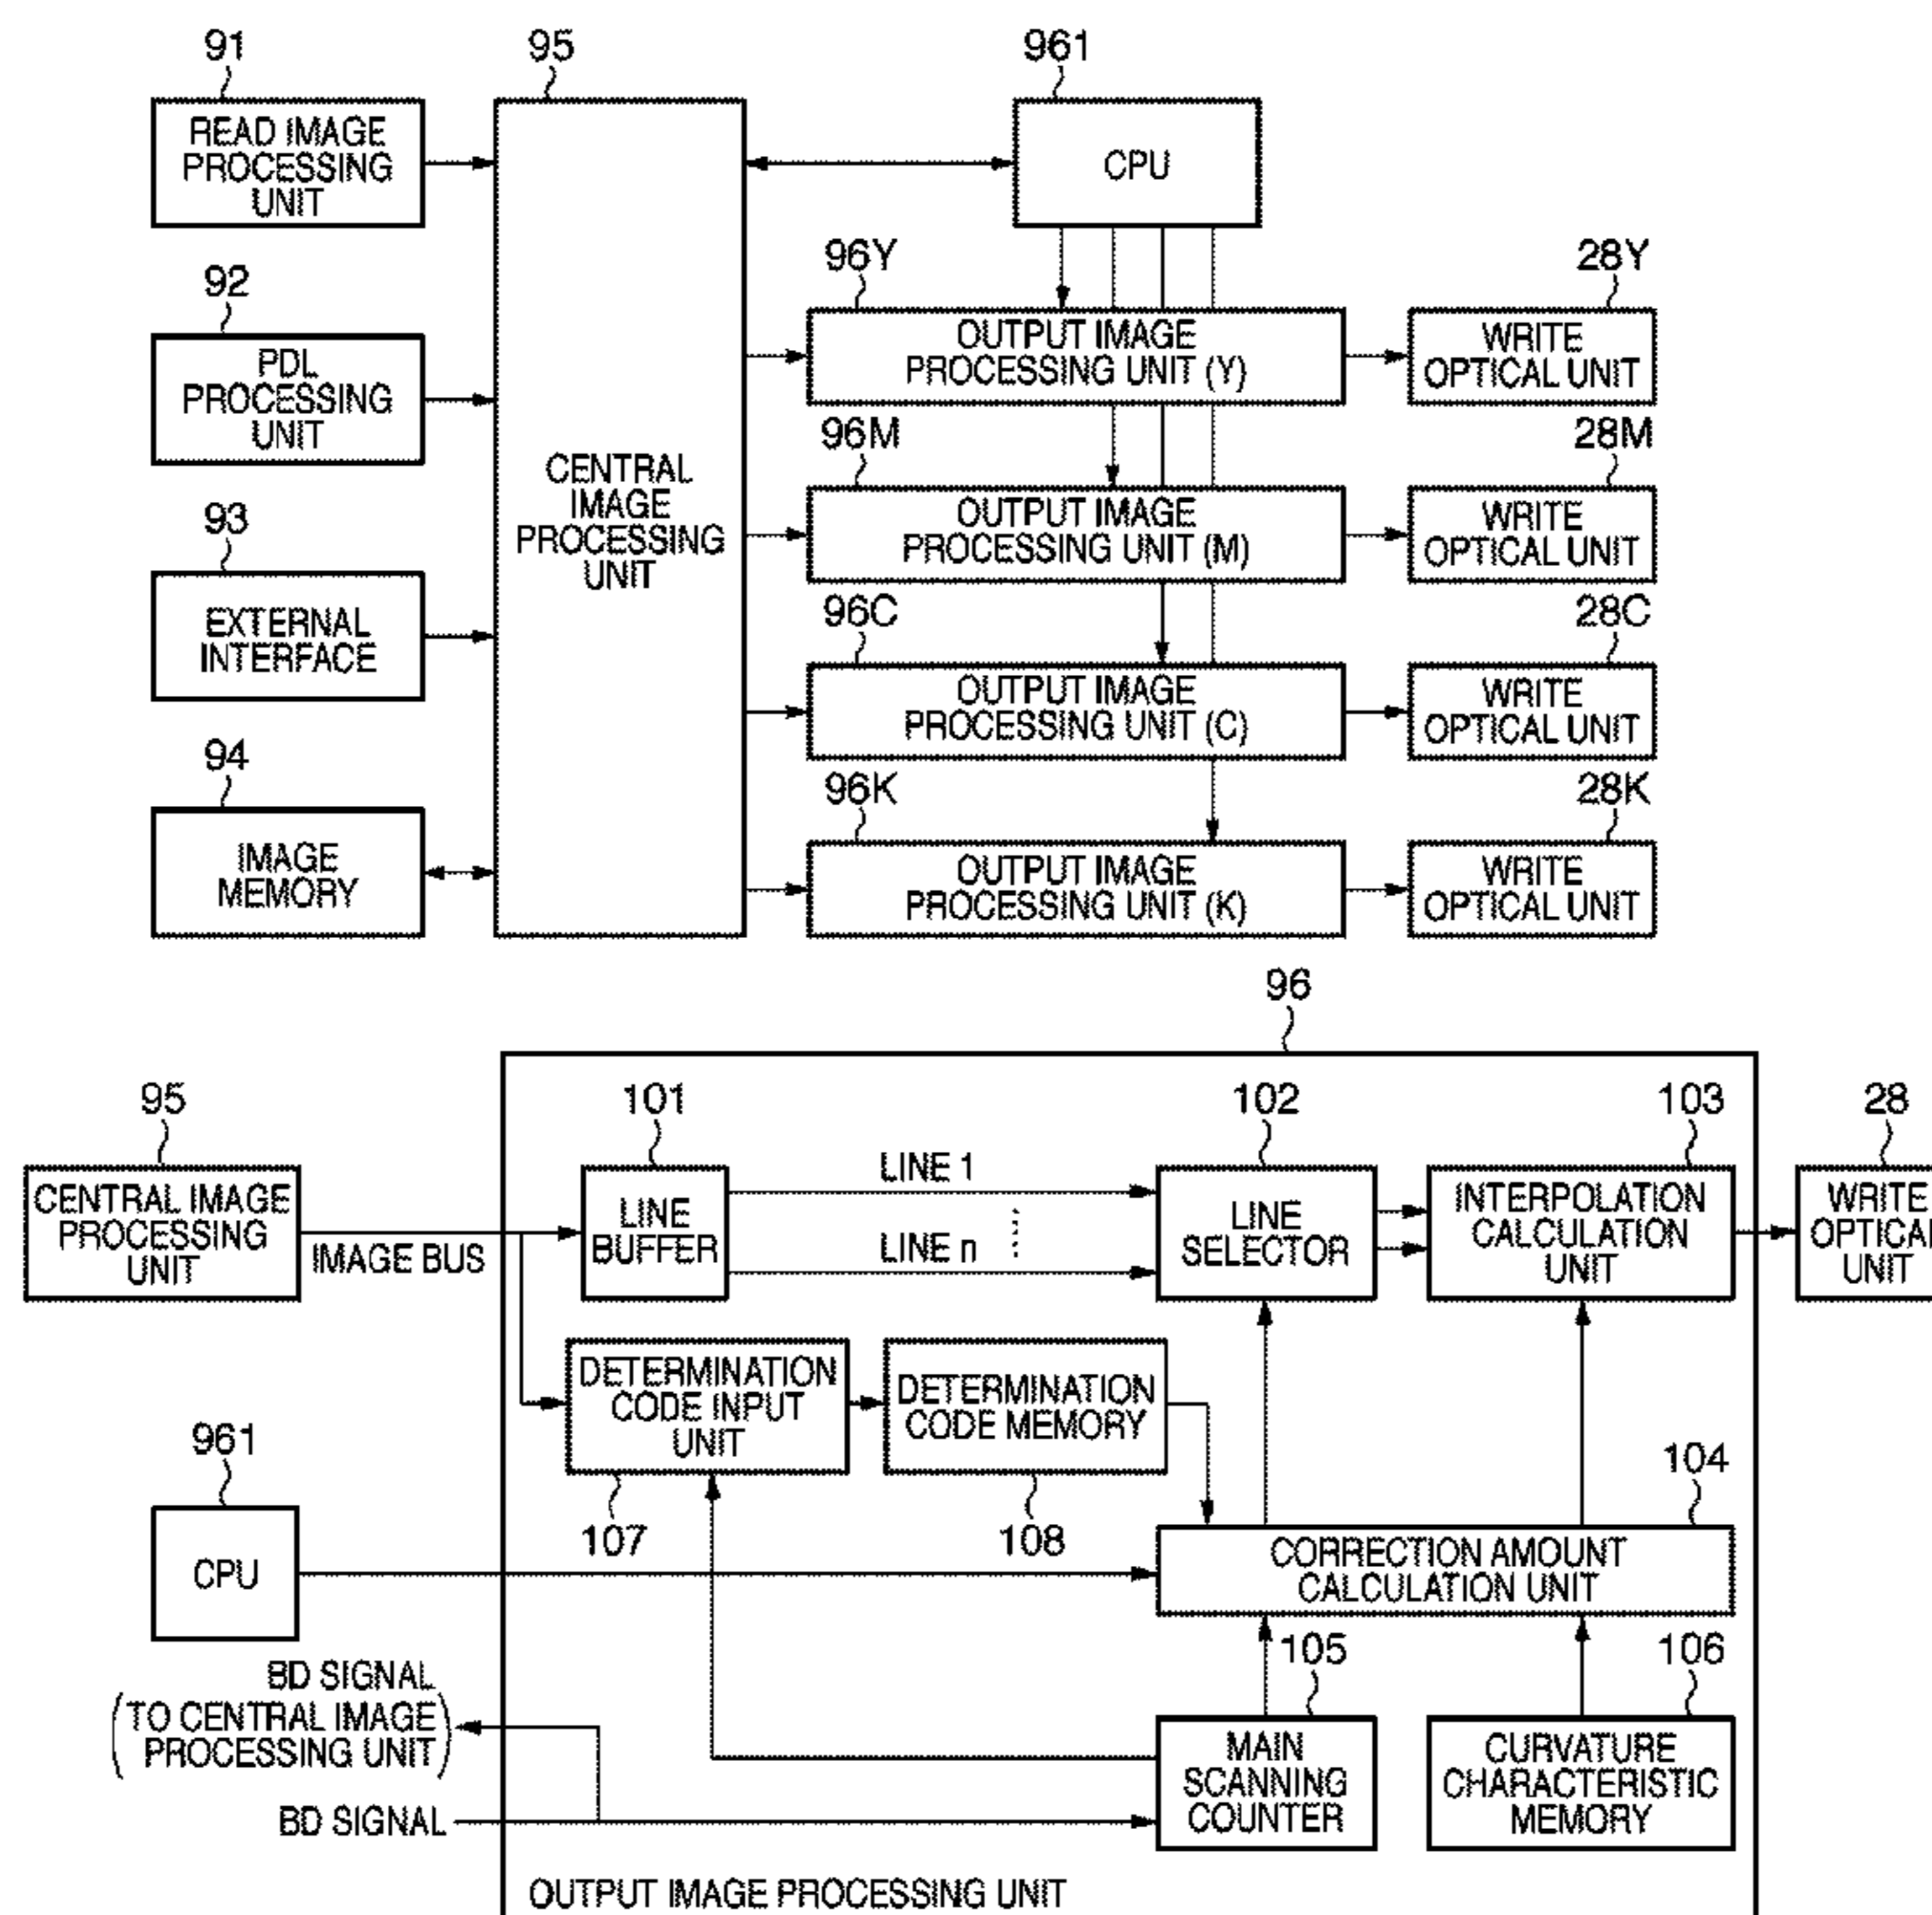 91
95
961
READ IMAGE
PROCESSING
UNIT
CPU
92
96Y
28Y
PDL
PROCESSING
UNIT
OUTPUT IMAGE
PROCESSING UNIT (Y)
WRITE
OPTICAL UNIT
96M
28M
CENTRAL
IMAGE
PROCESSING
UNIT
OUTPUT IMAGE
PROCESSING UNIT (M)
WRITE
OPTICAL UNIT
93
96C
28C
EXTERNAL
INTERFACE
OUTPUT IMAGE
PROCESSING UNIT (C)
WRITE
OPTICAL UNIT
94
96K
28K
IMAGE
MEMORY
OUTPUT IMAGE
PROCESSING UNIT (K)
WRITE
OPTICAL UNIT
96
95
101
102
103
28
CENTRAL IMAGE
PROCESSING
UNIT
IMAGE BUS
LINE
BUFFER
LINE 1
LINE n
LINE
SELECTOR
INTERPOLATION
CALCULATION
UNIT
WRITE
OPTICAL
UNIT
DETERMINATION
CODE INPUT
UNIT
DETERMINATION
CODE MEMORY
961
107
108
104
CPU
CORRECTION AMOUNT
CALCULATION UNIT
105
106
BD SIGNAL
(TO CENTRAL IMAGE
PROCESSING UNIT)
MAIN
SCANNING
COUNTER
CURVATURE
CHARACTERISTIC
MEMORY
BD SIGNAL
OUTPUT IMAGE PROCESSING UNIT